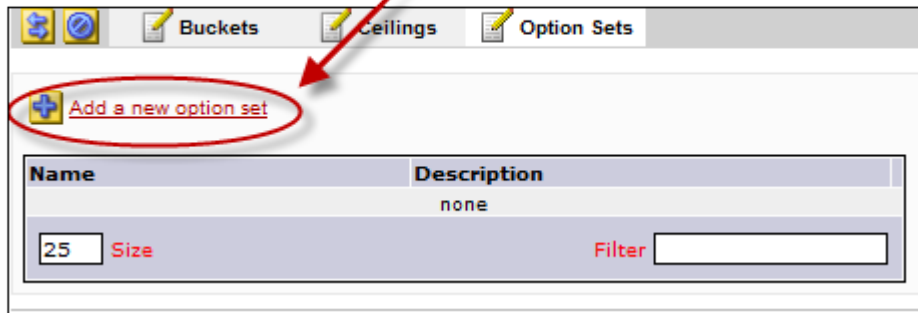 Buckets Ceilings Option Sets
Add a new option set
Name Description
none
25 Size Filter